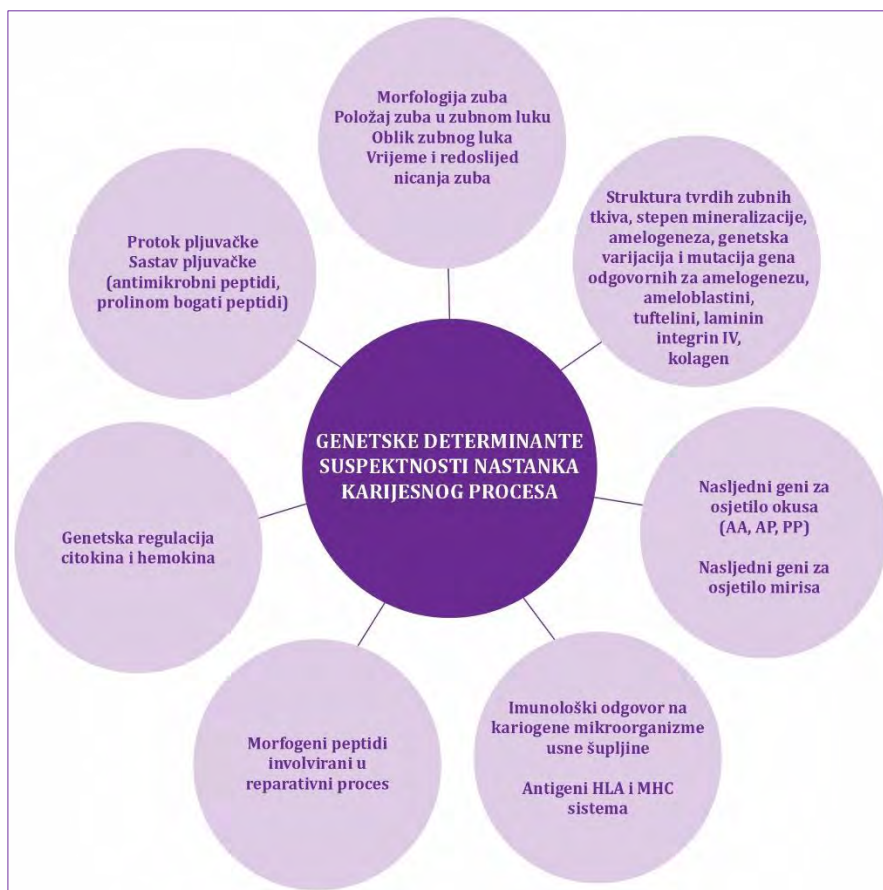 Morfologija zuba
Položaj zuba u zubnom luku
Oblik zubnog luka
Vrijeme i redoslijed
nicanja zuba
Struktura tvrdih zubnih
tkiva, stepen mineralizacije,
amelogeneza, genetska
varijacija i mutacija gena
odgovornih za amelogenezu,
ameloblastini,
tuftelini, laminin
integrin IV,
kolagen
Protok pljuvačke
Sastav pljuvačke
(antimikrobni peptidi,
prolinom bogati peptidi)
GENETSKE DETERMINANTE
SUSPEKTNOSTI NASTANKA
KARIJESNOG PROCESA
Nasljedni geni za
osjetilo okusa
(AA, AP, PP)
Nasljedni geni za
osjetilo mirisa
Genetska regulacija
citokina i hemokina
Imunološki odgovor na
kariogene mikroorganizme
usne šupljine
Antigeni HLA i MHC
sistema
Morfogeni peptidi
involvirani u
reparativni proces